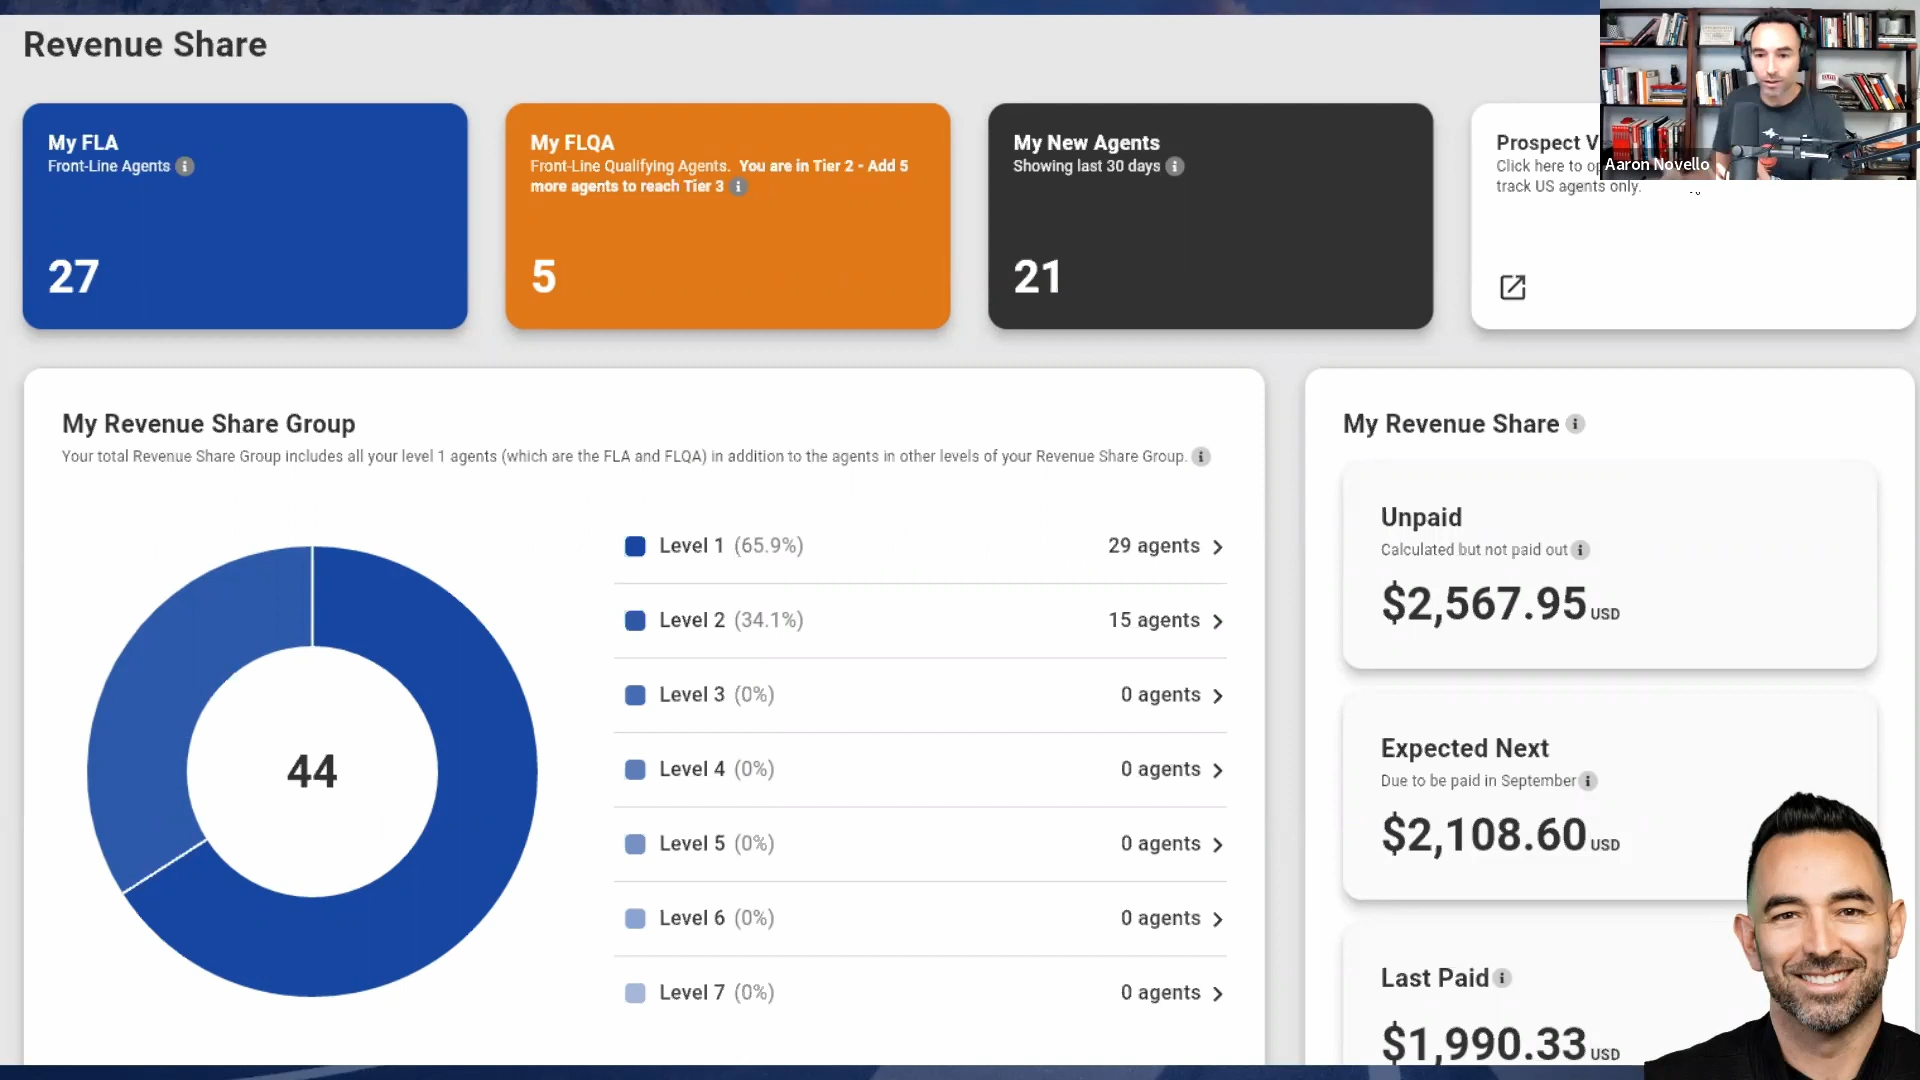 Revenue Share
My FLA
Front-Line Agents
27
My FLQA
Front-Line Qualifying Agents. You are in Tier 2 - Add 5
more agents to reach Tier 3
5
My New Agents
Showing last 30 days
21
Prospect V
Click here to op
track US agents only.
Aaron Novello
My Revenue Share Group
Your total Revenue Share Group includes all your level 1 agents (which are the FLA and FLQA) in addition to the agents in other levels of your Revenue Share Group.
44
Level 1 (65.9%) 29 agents
Level 2 (34.1%) 15 agents
Level 3 (0%) 0 agents
Level 4 (0%) 0 agents
Level 5 (0%) 0 agents
Level 6 (0%) 0 agents
Level 7 (0%) 0 agents
My Revenue Share
Unpaid
Calculated but not paid out
$2,567.95 USD
Expected Next
Due to be paid in September
$2,108.60 USD
Last Paid
$1,990.33 USD